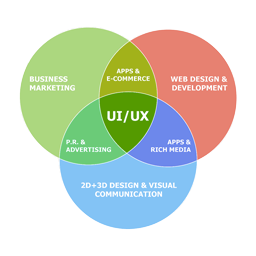 APPS &
E-COMMERCE
BUSINESS
MARKETING
WEB DESIGN &
DEVELOPMENT
UI/UX
P.R. &
ADVERTISING
APPS &
RICH MEDIA
2D+3D DESIGN & VISUAL
COMMUNICATION